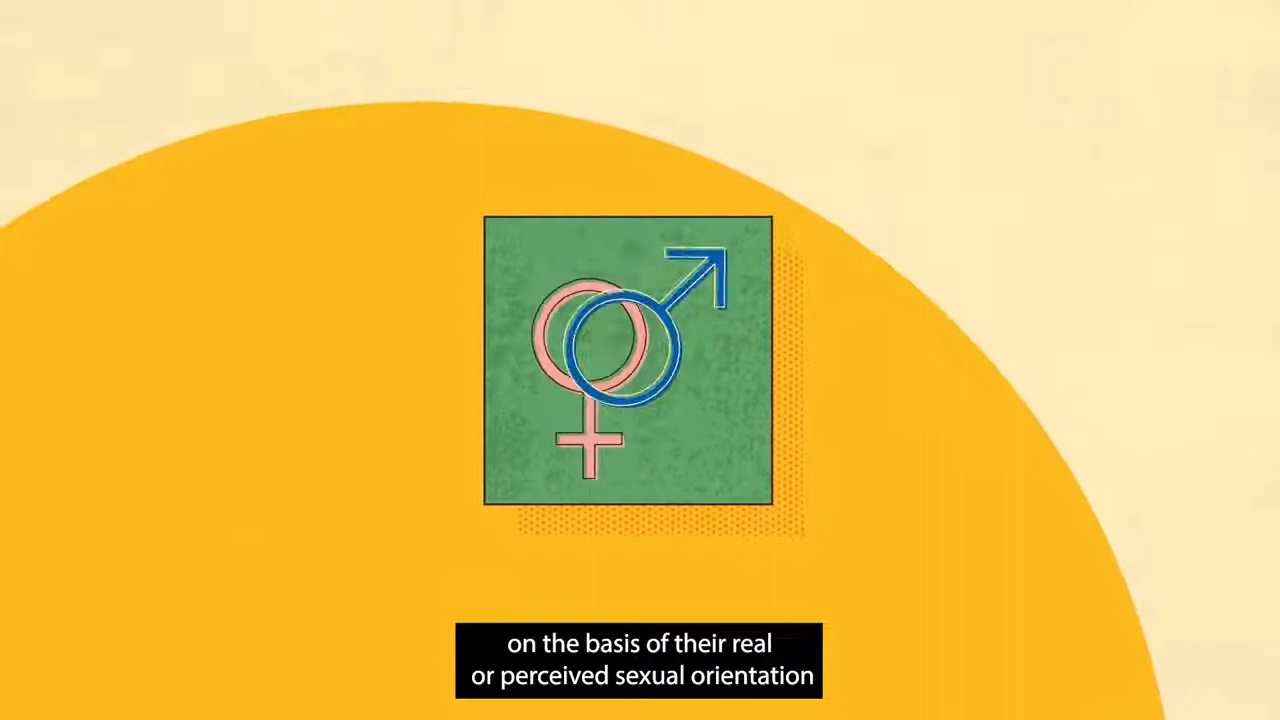 on the basis of their real
or perceived sexual orientation